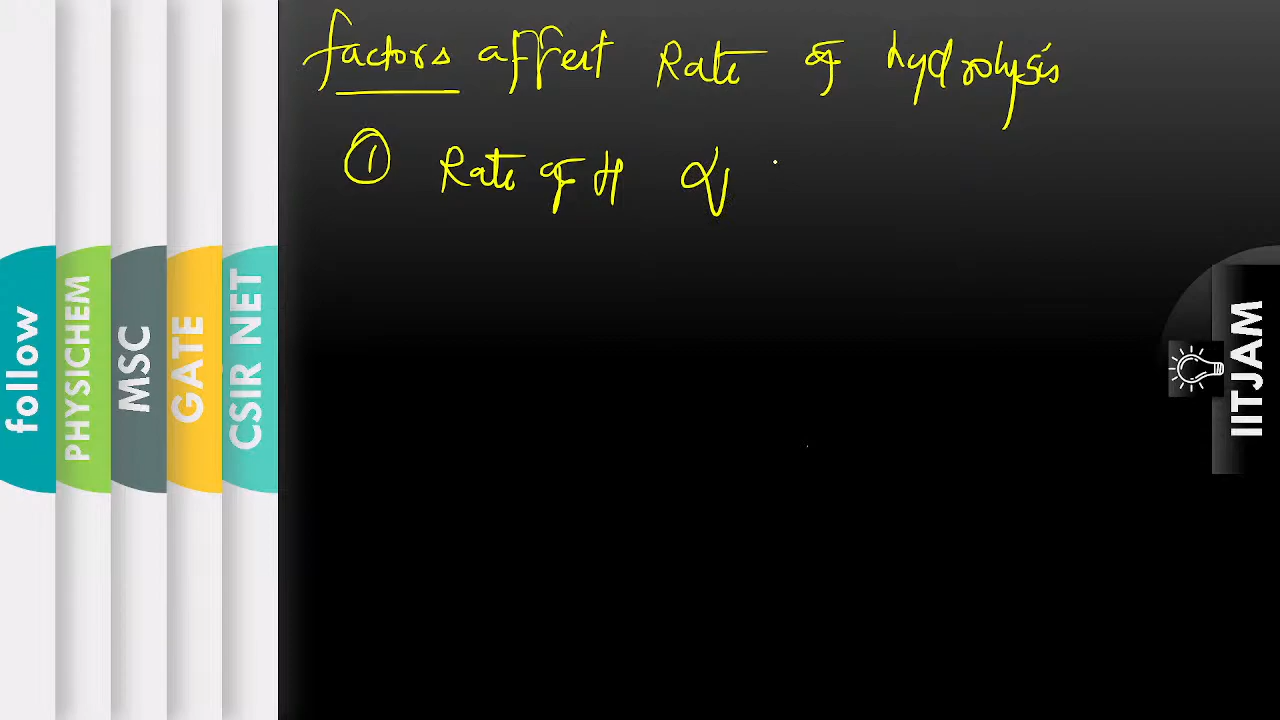 factors affect Rate of hydrolysis
① Rate of H α
follow
PHYSICHEM
MSC
GATE
CSIR NET
IITJAM